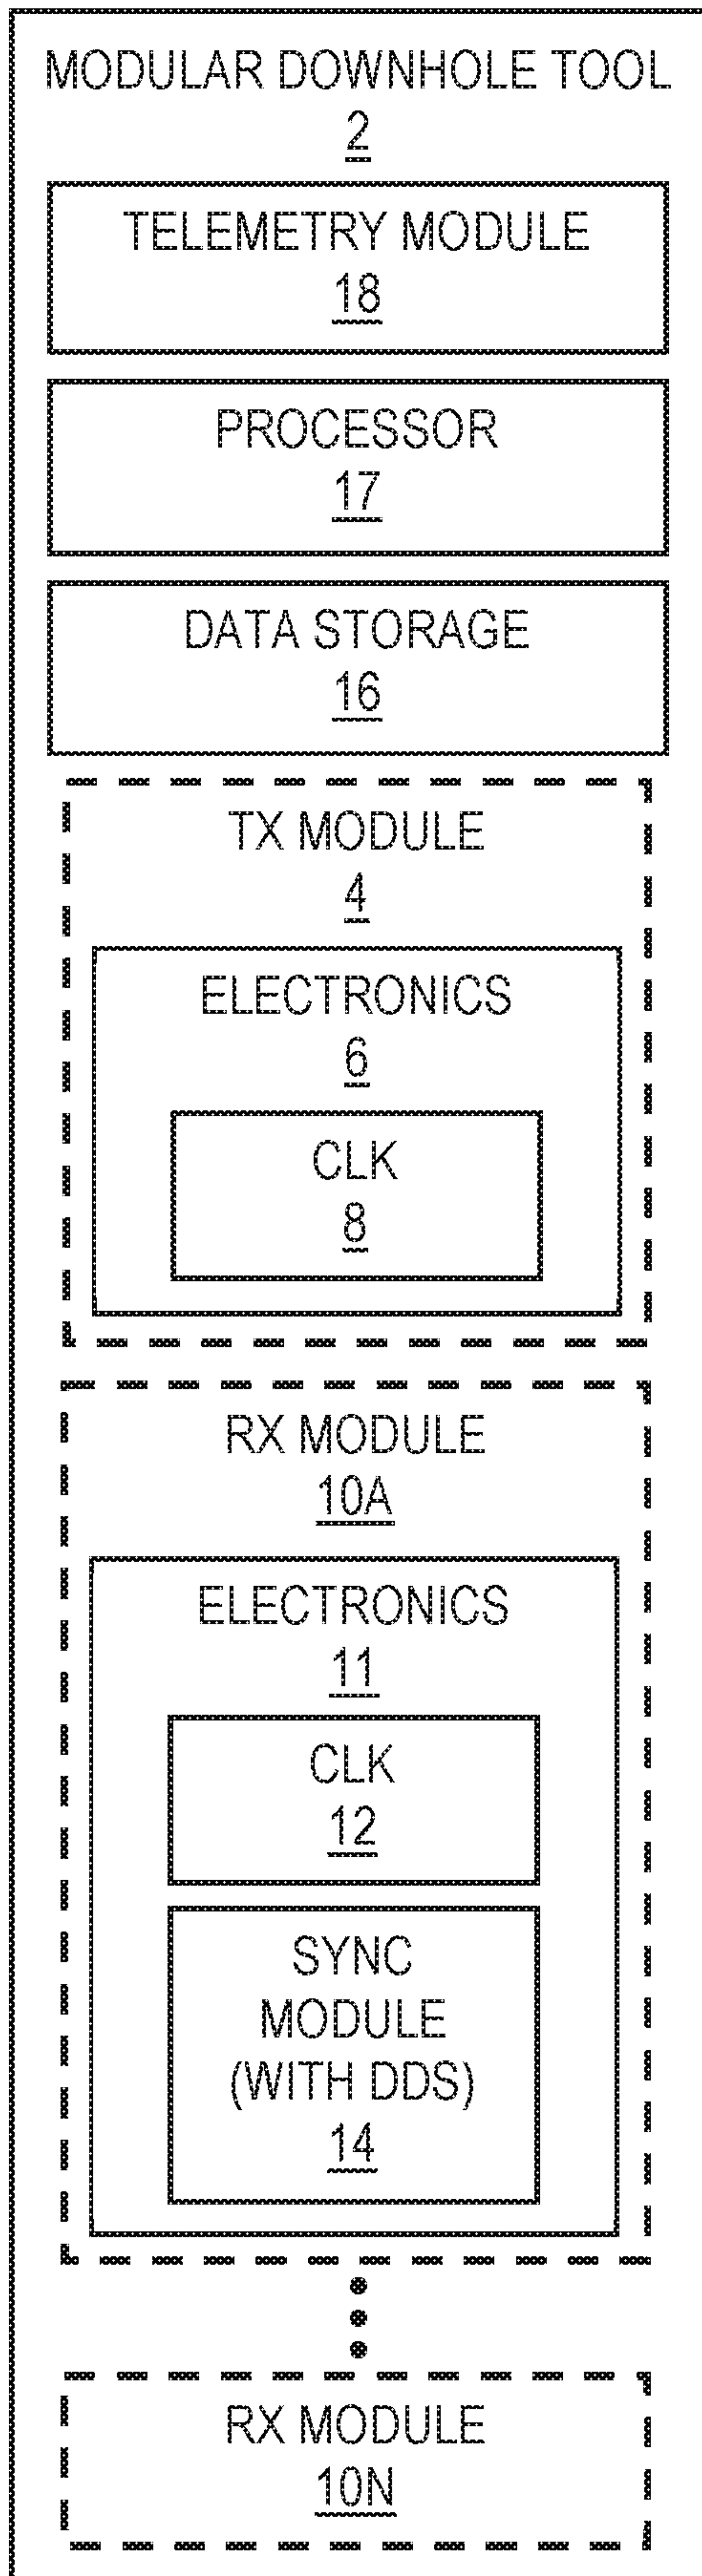 MODULAR DOWNHOLE TOOL
2
TELEMETRY MODULE
18
PROCESSOR
17
DATA STORAGE
16
TX MODULE
4
ELECTRONICS
6
CLK
8
RX MODULE
10A
ELECTRONICS
11
CLK
12
SYNC
MODULE
(WITH DDS)
14
RX MODULE
10N